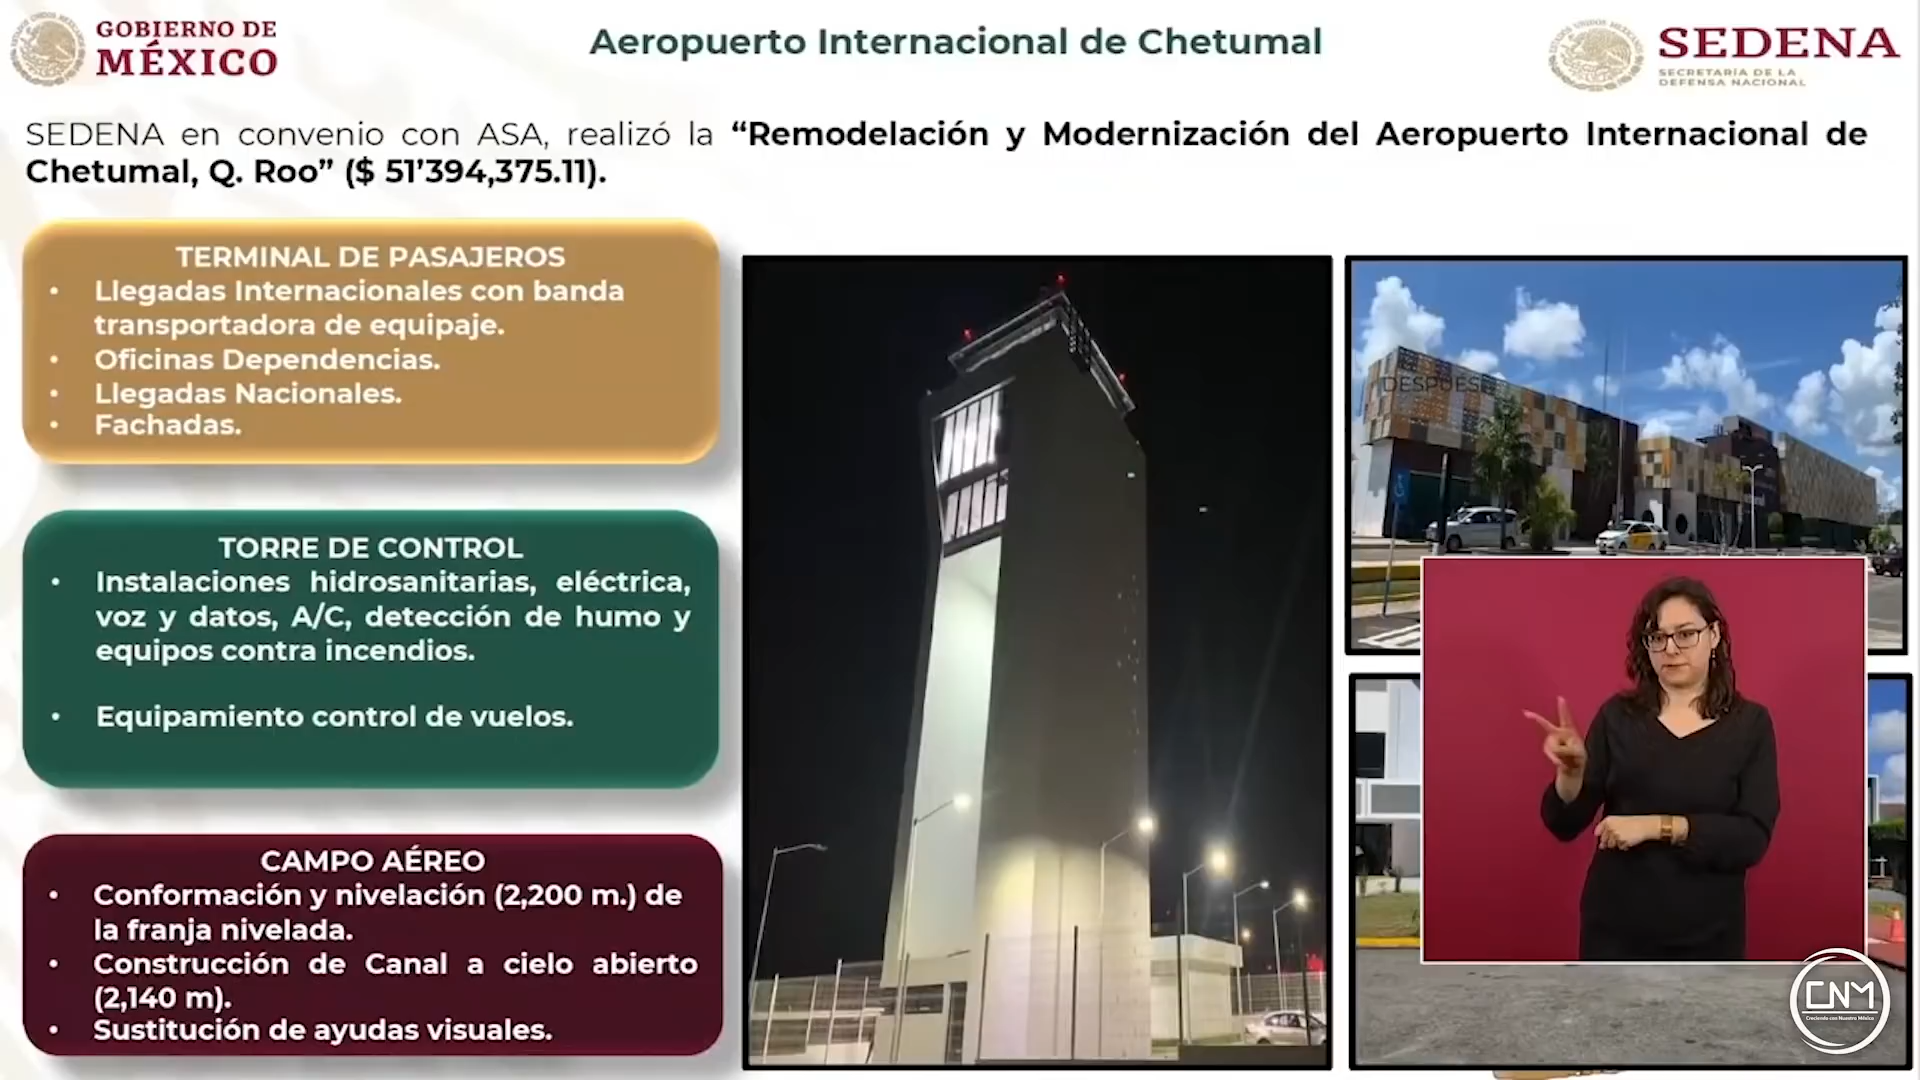 GOBIERNO DE
MÉXICO
Aeropuerto Internacional de Chetumal
SEDENA
SECRETARÍA DE LA
DEFENSA NACIONAL
SEDENA en convenio con ASA, realizó la “Remodelación y Modernización del Aeropuerto Internacional de
Chetumal, Q. Roo” ($ 51’394,375.11).
TERMINAL DE PASAJEROS
• Llegadas Internacionales con banda
transportadora de equipaje.
• Oficinas Dependencias.
• Llegadas Nacionales.
• Fachadas.
TORRE DE CONTROL
• Instalaciones hidrosanitarias, eléctrica,
voz y datos, A/C, detección de humo y
equipos contra incendios.
• Equipamiento control de vuelos.
CAMPO AÉREO
• Conformación y nivelación (2,200 m.) de
la franja nivelada.
• Construcción de Canal a cielo abierto
(2,140 m).
• Sustitución de ayudas visuales.
DESPUÉS
CNM
Creciendo con Nuestro México